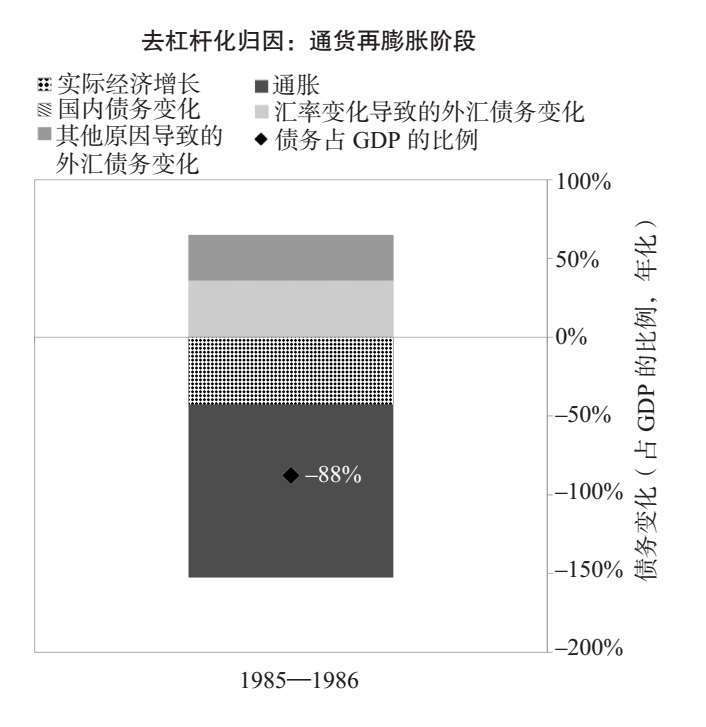 去杠杆化归因：通货再膨胀阶段
实际经济增长
通胀
国内债务变化
汇率变化导致的外汇债务变化
其他原因导致的
外汇债务变化
债务占 GDP 的比例
100%
50%
0%
–50%
–100%
–150%
–200%
债务变化（占 GDP 的比例，年化）
–88%
1985—1986